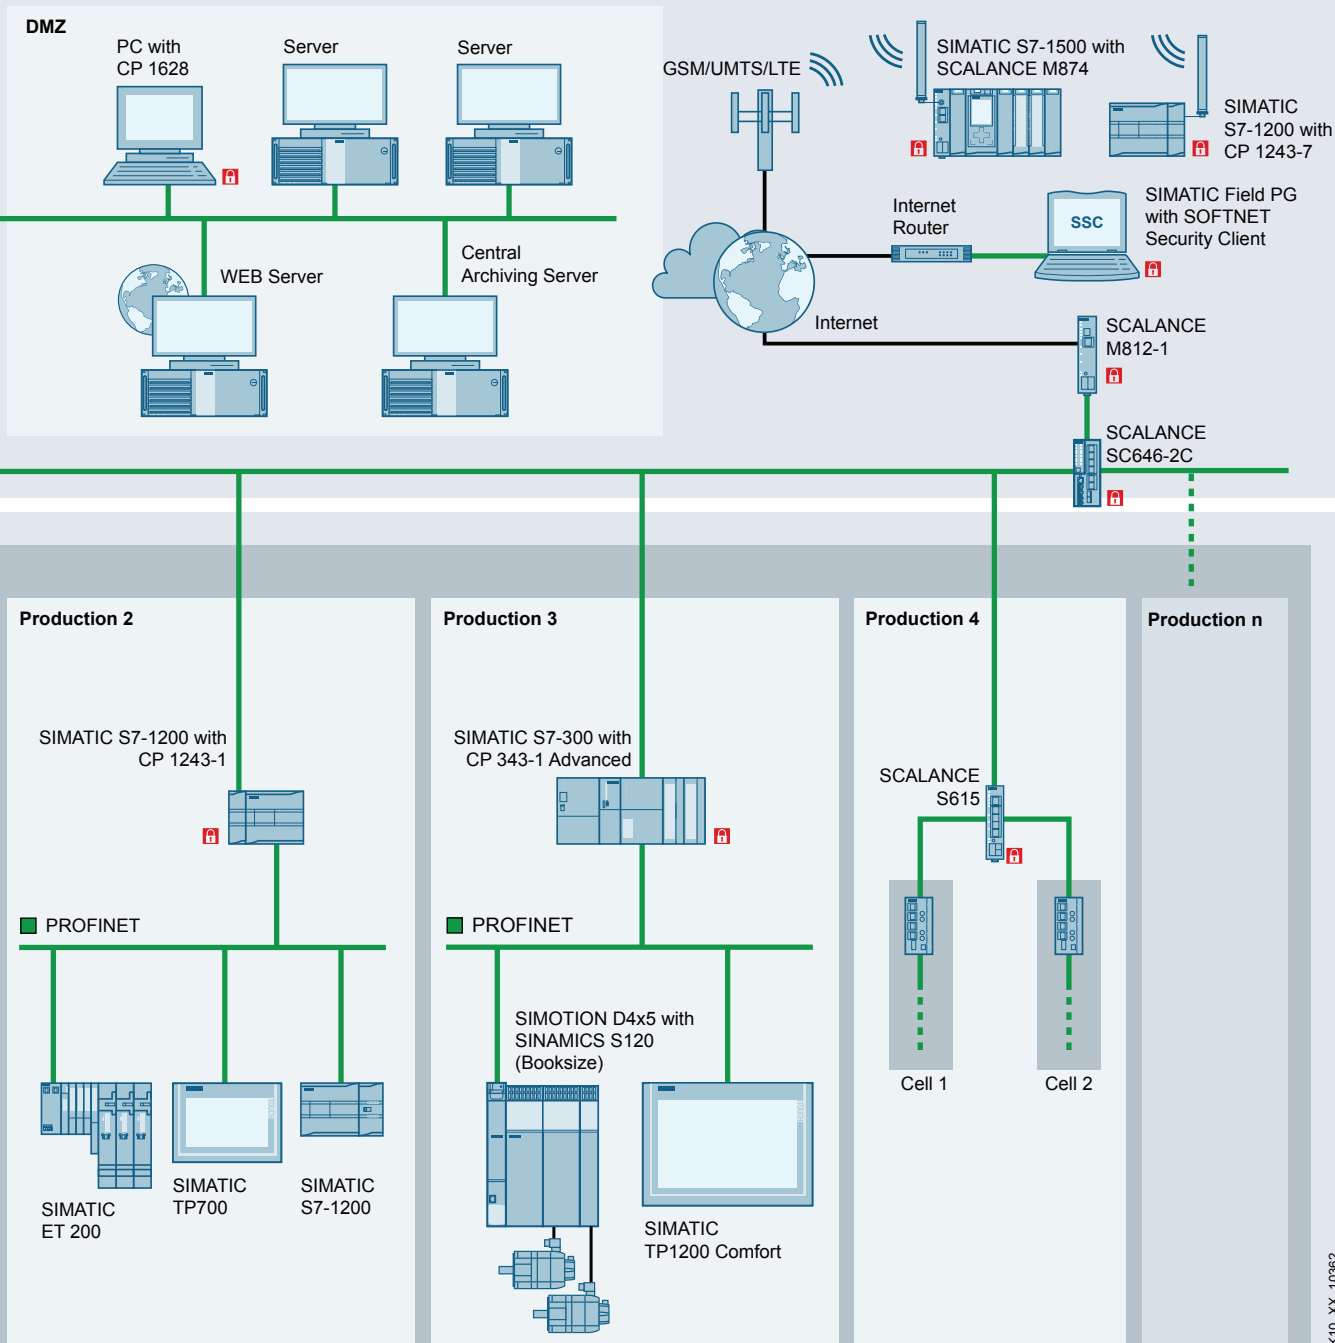 DMZ
PC with
CP 1628
Server
Server
WEB Server
Central
Archiving Server
GSM/UMTS/LTE
SIMATIC S7-1500 with
SCALANCE M874
SIMATIC
S7-1200 with
CP 1243-7
Internet
Router
SSC
SIMATIC Field PG
with SOFTNET
Security Client
Internet
SCALANCE
M812-1
SCALANCE
SC646-2C
Production 2
SIMATIC S7-1200 with
CP 1243-1
PROFINET
SIMATIC
ET 200
SIMATIC
TP700
SIMATIC
S7-1200
Production 3
SIMATIC S7-300 with
CP 343-1 Advanced
PROFINET
SIMOTION D4x5 with
SINAMICS S120
(Booksize)
TOUCH
TOUCH
SIMATIC
TP1200 Comfort
Production 4
SCALANCE
S615
Cell 1
Cell 2
Production n